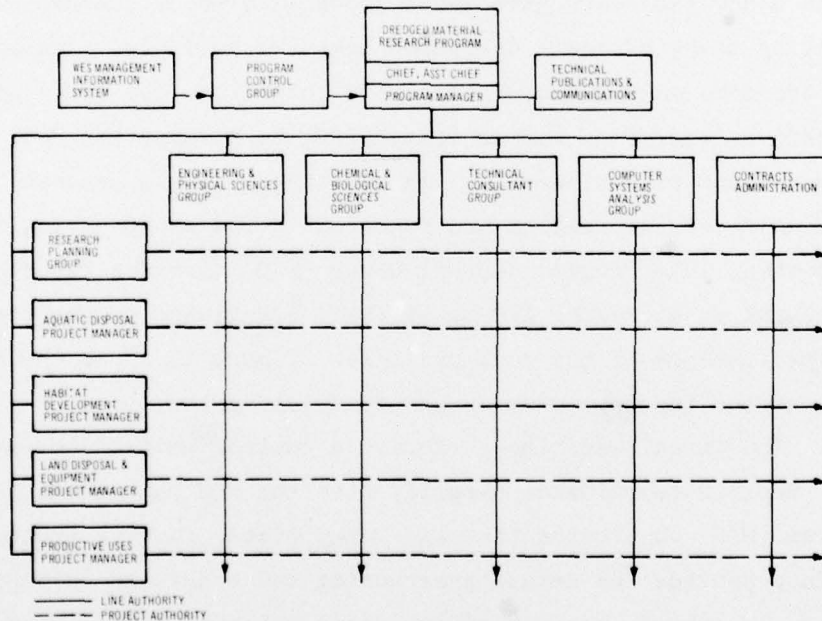 DREDGED MATERIAL
RESEARCH PROGRAM
CHIEF, ASST CHIEF
PROGRAM MANAGER
WES MANAGEMENT
INFORMATION
SYSTEM
PROGRAM
CONTROL
GROUP
TECHNICAL
PUBLICATIONS &
COMMUNICATIONS
ENGINEERING &
PHYSICAL SCIENCES
GROUP
CHEMICAL &
BIOLOGICAL
SCIENCES
GROUP
TECHNICAL
CONSULTANT
GROUP
COMPUTER
SYSTEMS
ANALYSIS
GROUP
CONTRACTS
ADMINISTRATION
RESEARCH
PLANNING
GROUP
AQUATIC DISPOSAL
PROJECT MANAGER
HABITAT
DEVELOPMENT
PROJECT MANAGER
LAND DISPOSAL &
EQUIPMENT
PROJECT MANAGER
PRODUCTIVE USES
PROJECT MANAGER
LINE AUTHORITY
PROJECT AUTHORITY